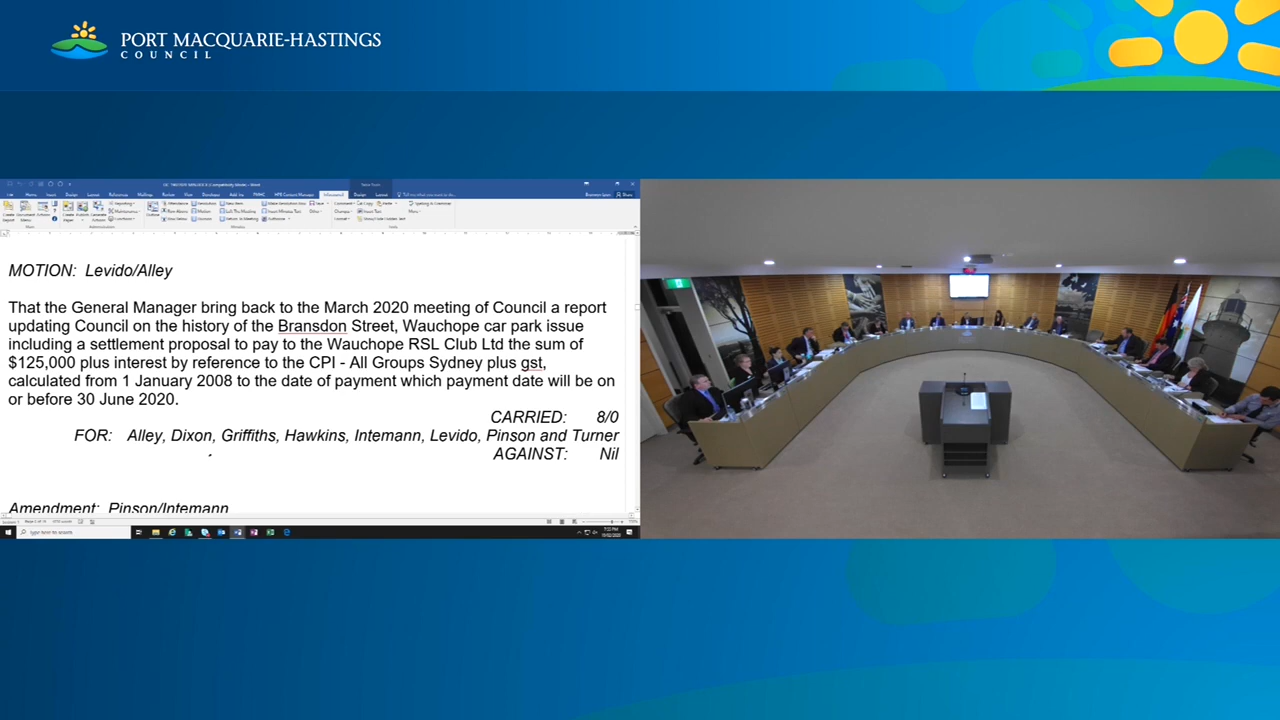 PORT MACQUARIE-HASTINGS
COUNCIL
MOTION: Levido/Alley
That the General Manager bring back to the March 2020 meeting of Council a report
updating Council on the history of the Bransdon Street, Wauchope car park issue
including a settlement proposal to pay to the Wauchope RSL Club Ltd the sum of
$125,000 plus interest by reference to the CPI - All Groups Sydney plus gst,
calculated from 1 January 2008 to the date of payment which payment date will be on
or before 30 June 2020.
CARRIED: 8/0
FOR: Alley, Dixon, Griffiths, Hawkins, Intemann, Levido, Pinson and Turner
AGAINST: Nil
Amendment: Pinson/Intemann